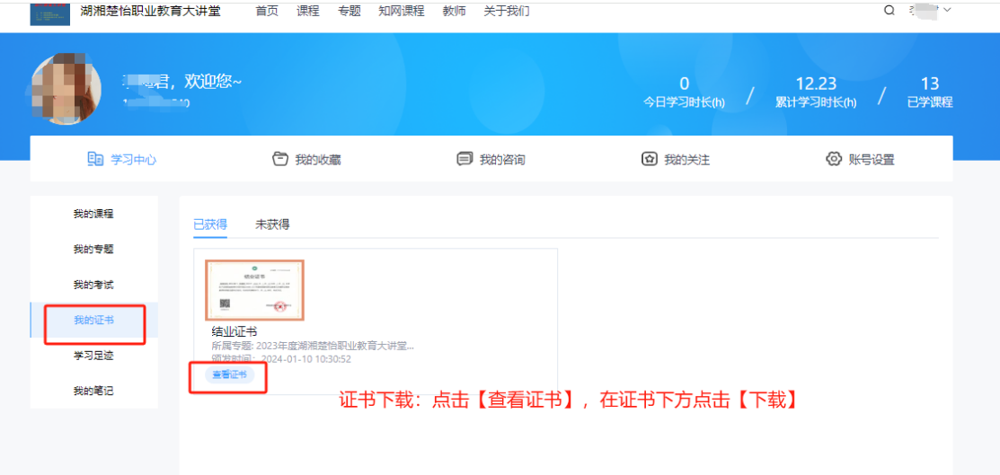 湖湘楚怡职业教育大讲堂 首页 课程 专题 知网课程 教师 关于我们
君，欢迎您~
0 12.23 13
今日学习时长(h) / 累计学习时长(h) / 已学课程
学习中心 我的收藏 我的咨询 我的关注 账号设置
我的课程
我的专题
我的考试
我的证书
学习足迹
我的笔记
已获得 未获得
结业证书
结业证书
所属专题: 2023年度湖湘楚怡职业教育大讲堂...
颁发时间：2024-01-10 10:30:52
查看证书
证书下载：点击【查看证书】，在证书下方点击【下载】